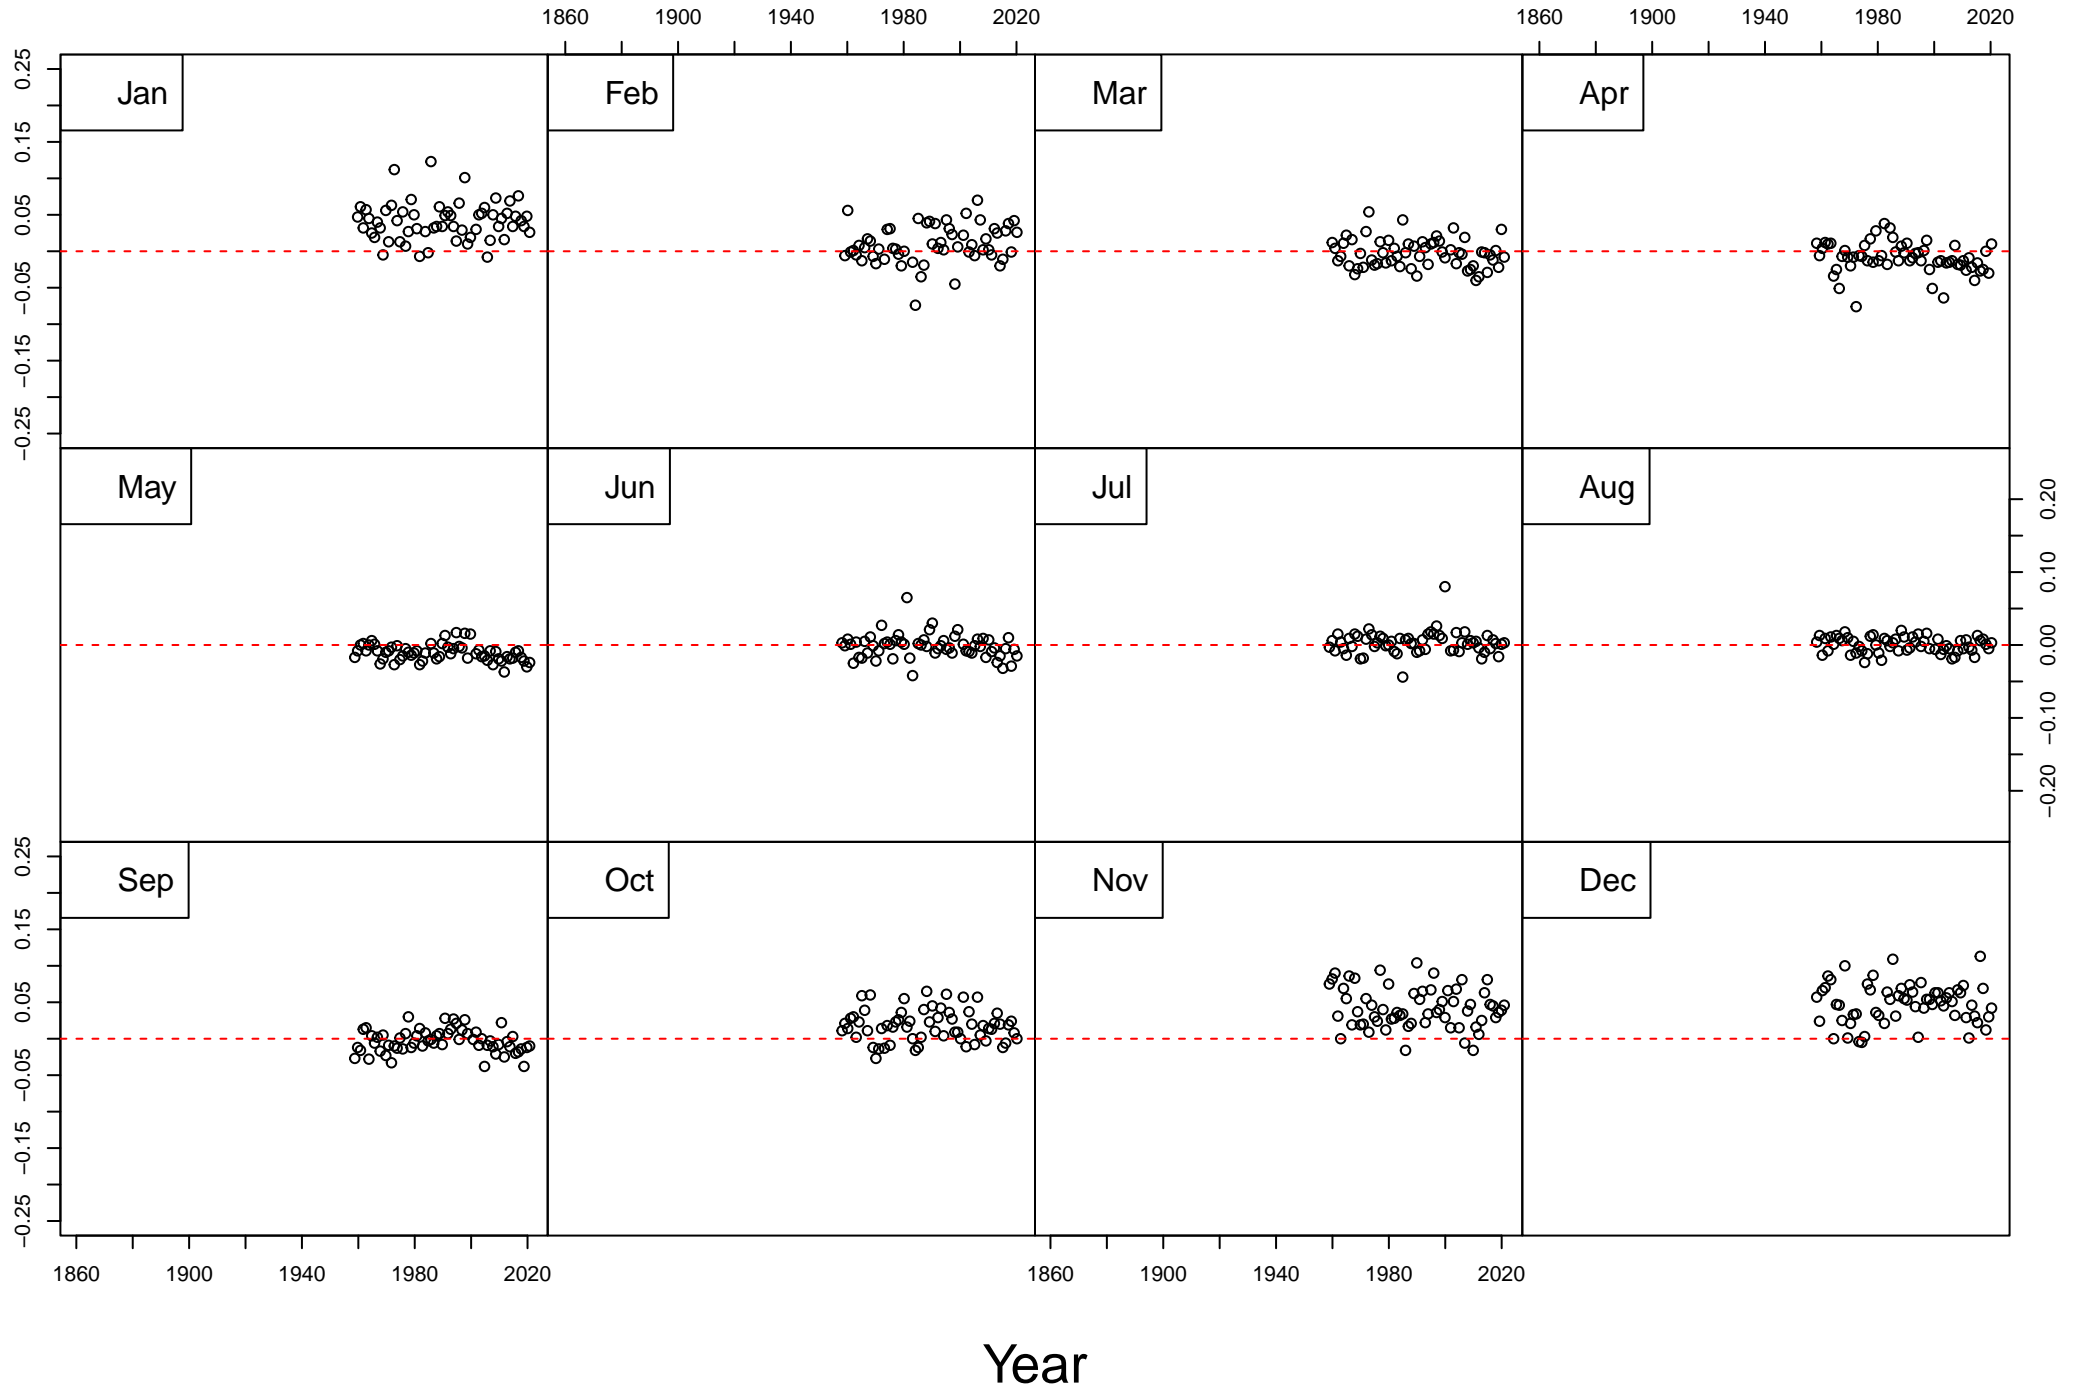 1860 1900 1940 1980 2020 1860 1900 1940 1980 2020
0.25 0.15 0.05 −0.05 −0.15 −0.25
Jan Feb Mar Apr
May Jun Jul Aug
0.20 0.10 0.00 −0.10 −0.20
0.25 0.15 0.05 −0.05 −0.15 −0.25
Sep Oct Nov Dec
1860 1900 1940 1980 2020 1860 1900 1940 1980 2020
Year